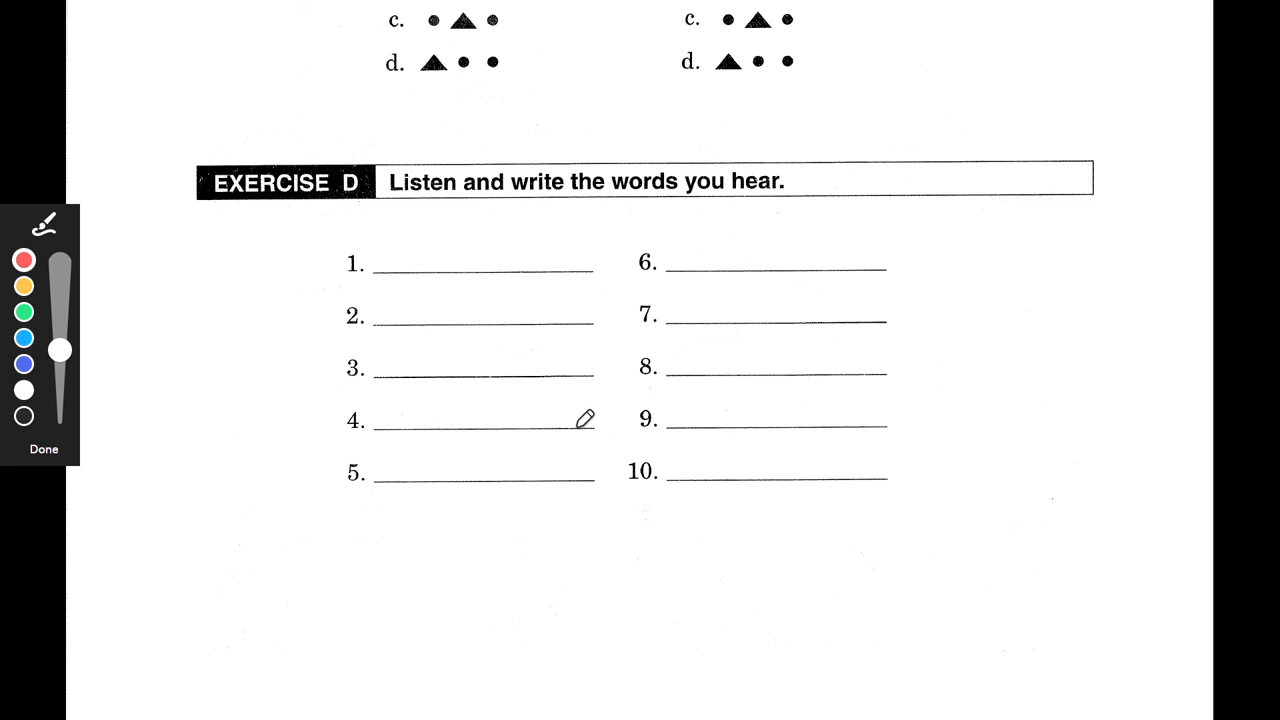 c. ● ▲ ● c. ● ▲ ●
d. ▲ ● ● d. ▲ ● ●
EXERCISE D Listen and write the words you hear.
1. 6.
2. 7.
3. 8.
4. 9.
5. 10.
Done